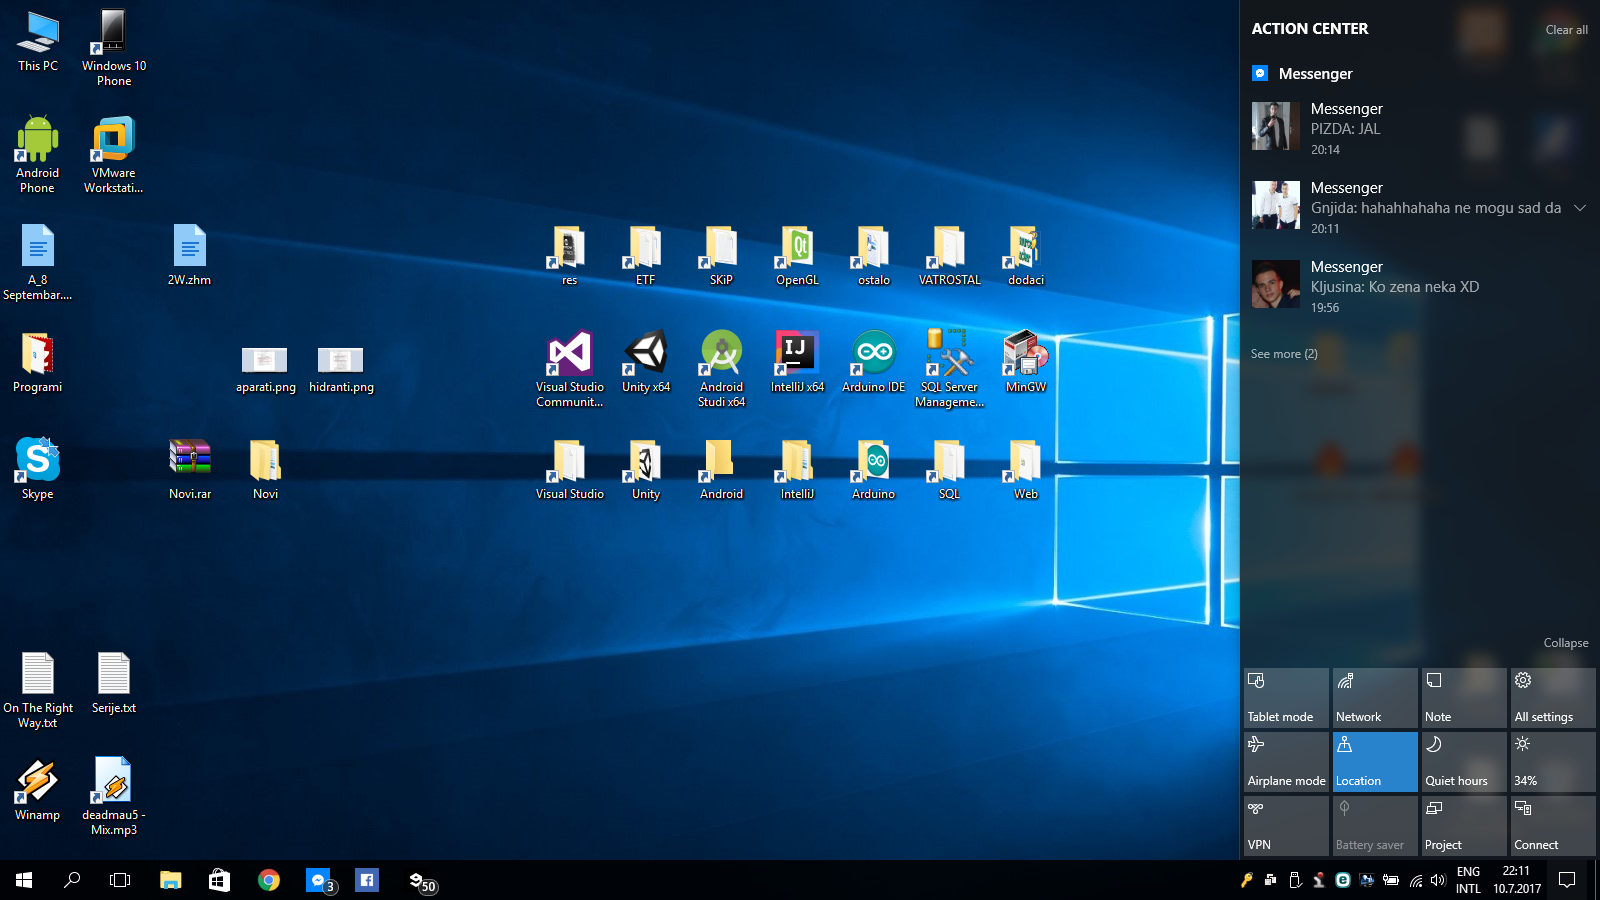 This PC
Windows 10
Phone
Android
Phone
VMware
Workstati...
A_8
Septembar....
2W.zhm
res
ETF
SKiP
OpenGL
ostalo
VATROSTAL
dodaci
Programi
aparati.png
hidranti.png
Visual Studio
Communit...
Unity x64
Android
Studi x64
IntelliJ x64
Arduino IDE
SQL Server
Manageme...
MinGW
Skype
Novi.rar
Novi
Visual Studio
Unity
Android
IntelliJ
Arduino
SQL
Web
On The Right
Way.txt
Serije.txt
Winamp
deadmau5 -
Mix.mp3
ACTION CENTER
Clear all
Messenger
Messenger
PIZDA: JAL
20:14
Messenger
Gnjida: hahahhahaha ne mogu sad da
20:11
Messenger
Kljusina: Ko zena neka XD
19:56
See more (2)
Collapse
Tablet mode
Network
Note
All settings
Airplane mode
Location
Quiet hours
34%
VPN
Battery saver
Project
Connect
3
50
ENG
INTL
22:11
10.7.2017